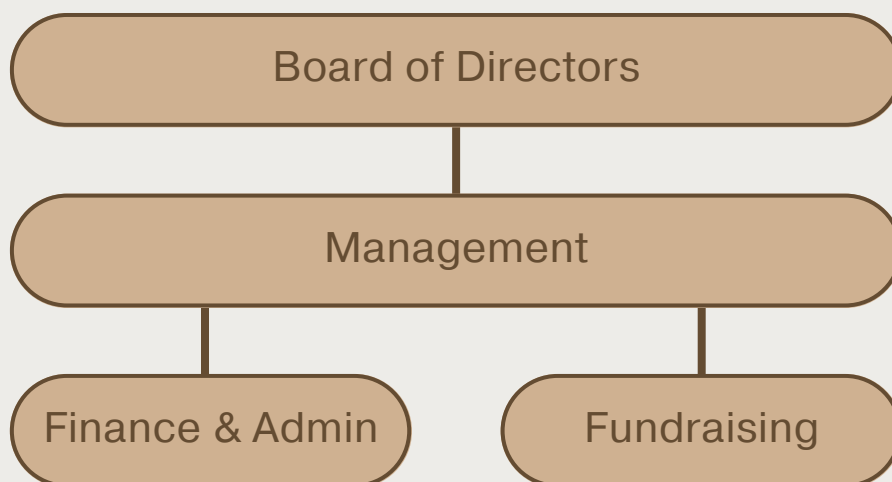 Board of Directors
Management
Finance & Admin
Fundraising